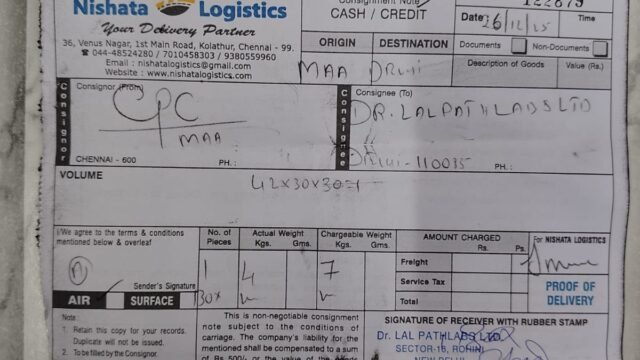 Nishata Logistics
Your Delivery Partner
36, Venus Nagar, 1st Main Road, Kolathur, Chennai - 99.
☎ 044-48524280 / 7010458303 / 9380559960
Email : nishatalogistics@gmail.com
Website : www.nishatalogistics.com
Consignment Note
CASH / CREDIT
122879
Date 26/12/25 Time
ORIGIN DESTINATION
MAA
Documents Non-Documents
Description of Goods Value (Rs.)
Consignor
Consignor (From)
CPC
MAA
CHENNAI - 600 PH. :
Consignee
Consignee (To)
DR. LAL PATH LABS LTD
110035 PH. :
VOLUME
42x30x30=1
I/We agree to the terms & conditions
mentioned below & overleaf
Sender's Signature
AIR SURFACE
No. of Pieces
1
BOX
Actual Weight
Kgs. Gms.
4
Chargeable Weight
Kgs. Gms.
7
AMOUNT CHARGED
Rs. Ps.
Freight
Service Tax
Total
For NISHATA LOGISTICS
PROOF OF
DELIVERY
Note
1. Retain this copy for your records.
Duplicate will not be issued.
2. To be filled by the Consignee
This is non-negotiable consignment
note subject to the conditions of
carriage. The company's liability for the
mentioned shall be compensated to a sum
of Rs 500/- or the value of the
SIGNATURE OF RECEIVER WITH RUBBER STAMP
Dr. LAL PATHLABS LTD.
SECTOR-18, ROHINI